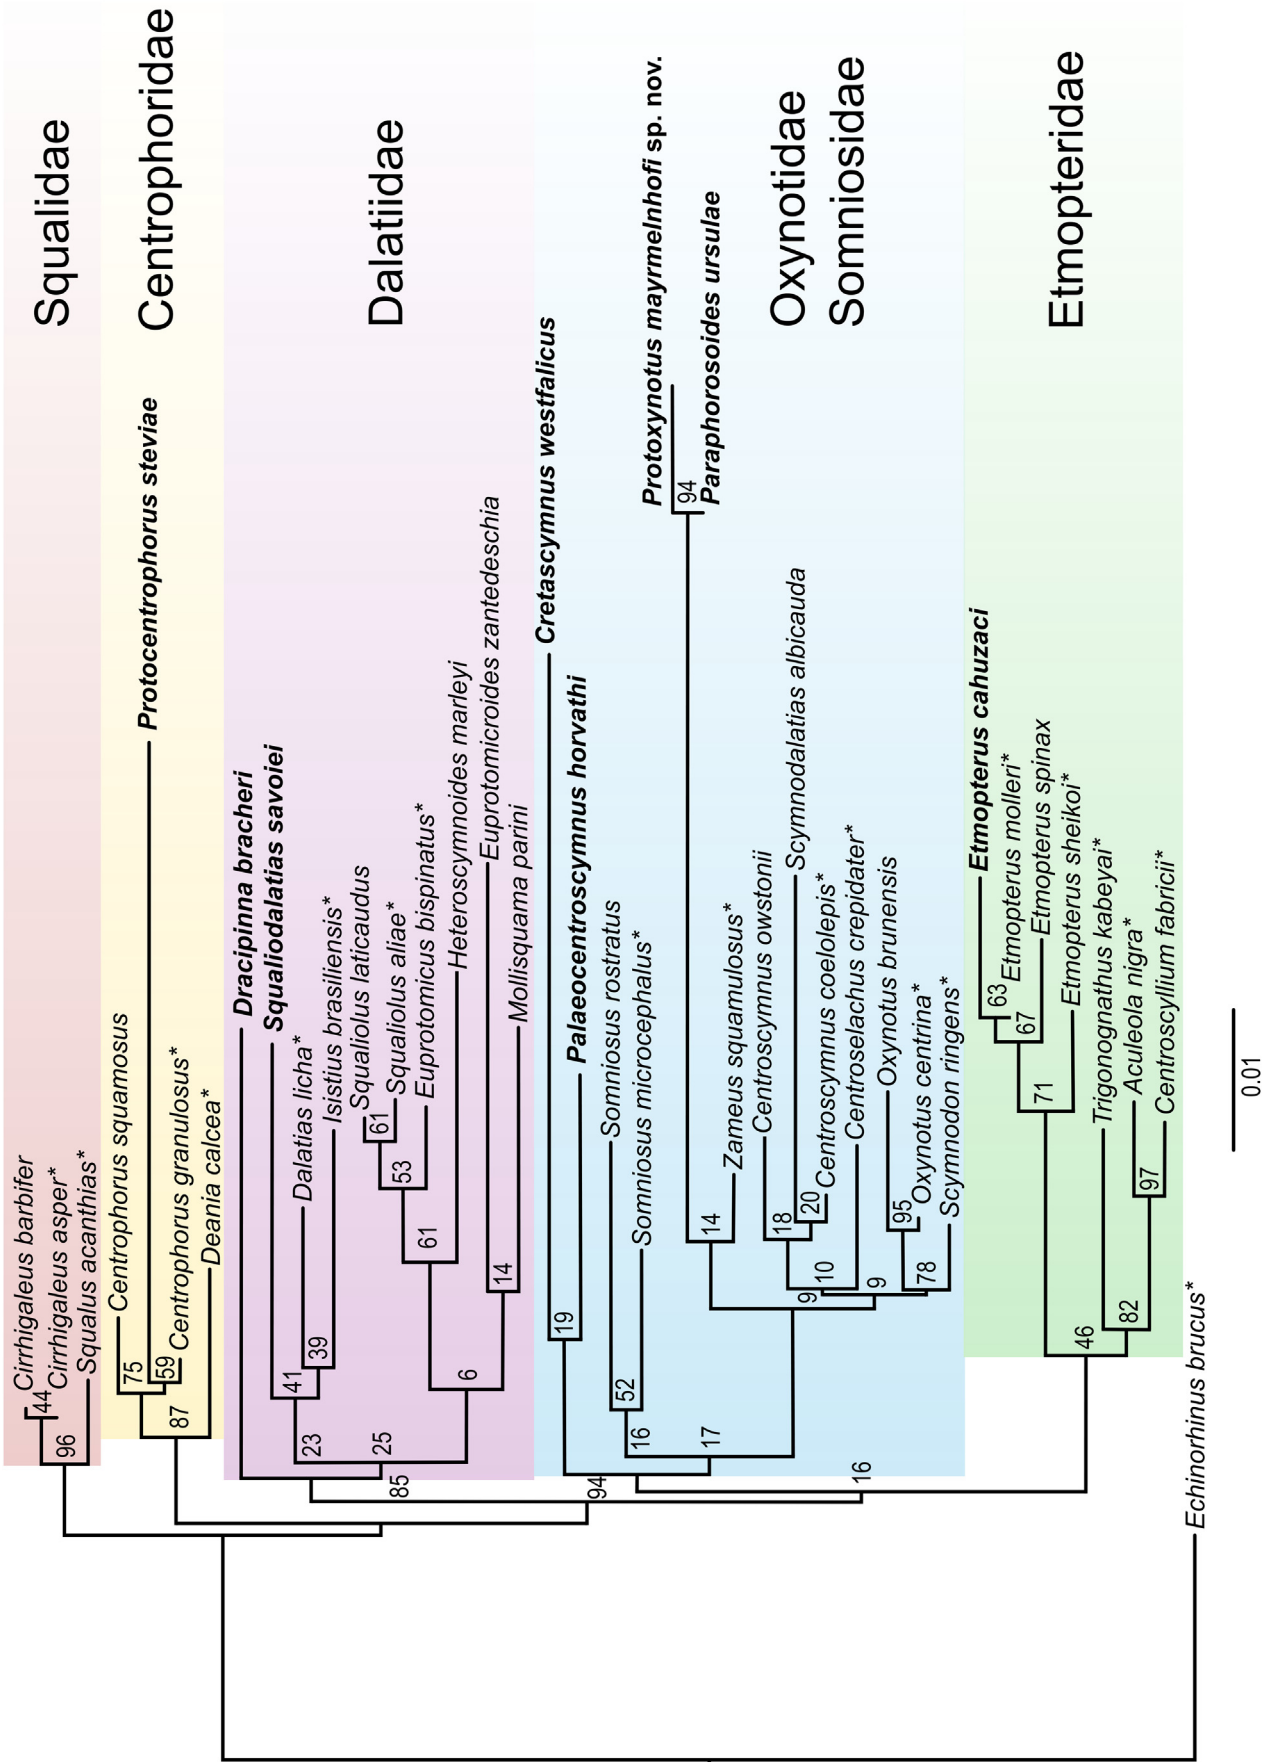 Squalidae
Cirrhigaleus barbifer
44
Cirrhigaleus asper*
96
Squalus acanthias*
Centrophoridae
Centrophorus squamosus
75
Protocentrophorus steviae
59
Centrophorus granulosus*
87
Deania calcea*
Dalatiidae
Dracipinna bracheri
Squaliodalatias savoiei
41
Dalatias licha*
39
Isistius brasiliensis*
23
Squaliolus laticaudus
61
Squaliolus aliae*
53
Euprotomicus bispinatus*
61
Heteroscymnoides marleyi
25
6
Euprotomicroides zantedeschia
14
Mollisquama parini
85
Oxynotidae
Somniosidae
Cretascymnus westfalicus
19
Palaeocentroscymnus horvathi
Somniosus rostratus
52
Somniosus microcephalus*
16
17
Protoxynotus mayrmelnhofi sp. nov.
94
Paraphorosoides ursulae
14
Zameus squamulosus*
Centroscymnus owstonii
18
Scymnodalatias albicauda
20
Centroscymnus coelolepis*
10
Centroselachus crepidater*
9
9
Oxynotus brunensis
95
Oxynotus centrina*
78
Scymnodon ringens*
94
16
Etmopteridae
Etmopterus cahuzaci
63
Etmopterus molleri*
67
Etmopterus spinax
71
Etmopterus sheikoi*
46
Trigonognathus kabeyai*
82
Aculeola nigra*
97
Centroscyllium fabricii*
Echinorhinus brucus*
0.01